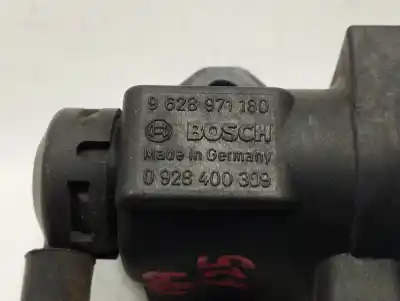 9 628 971 180
BOSCH
Made in Germany
0 928 400 309